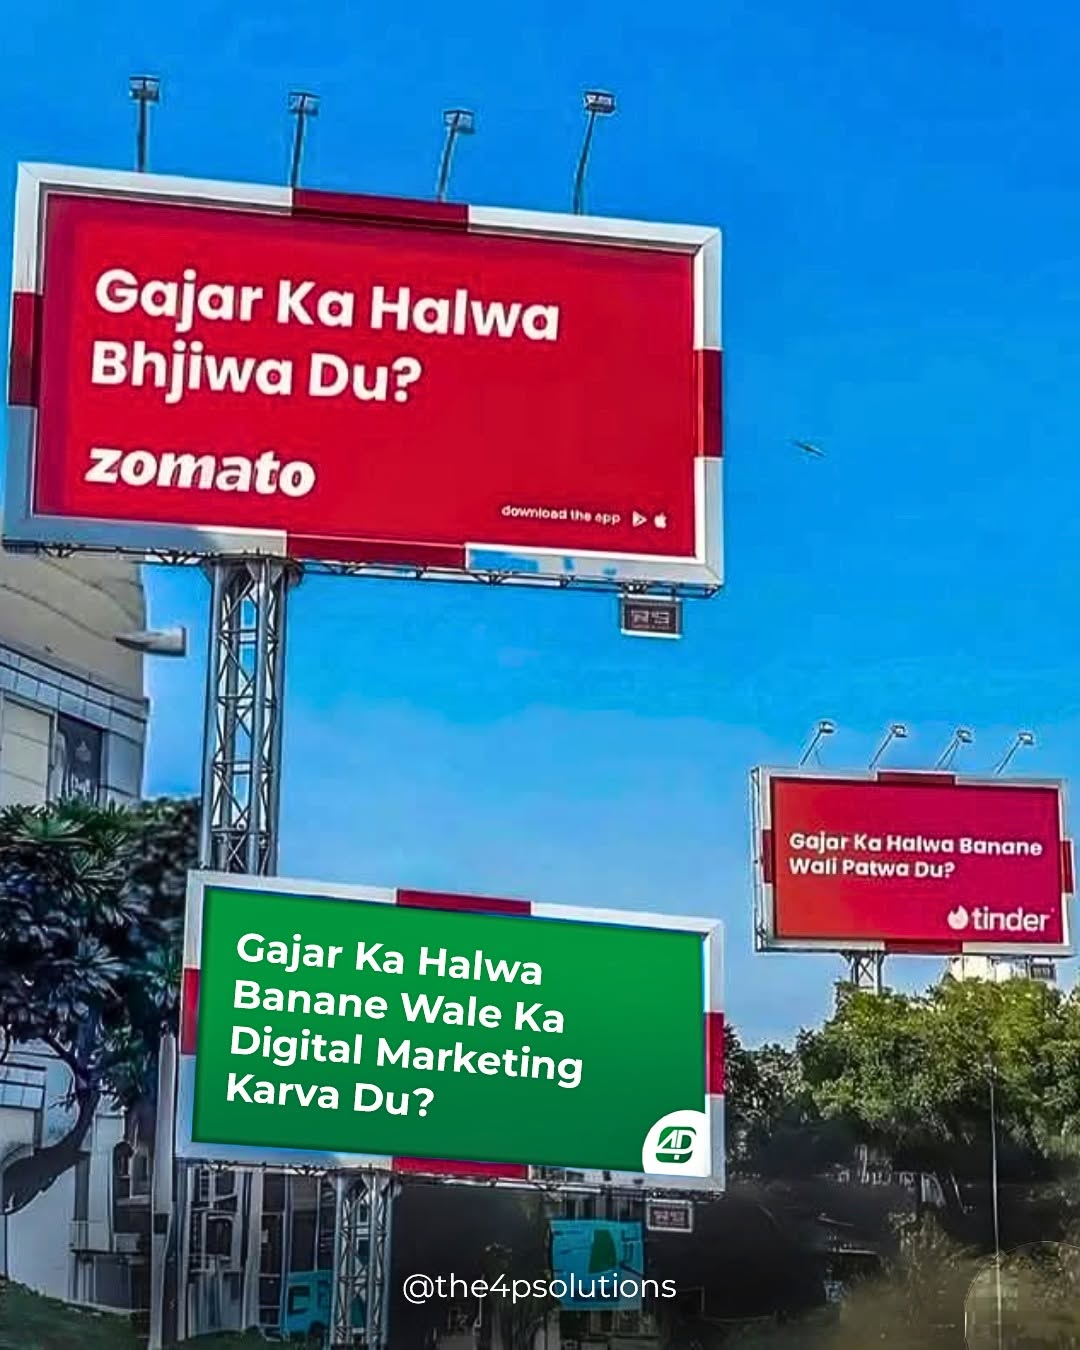 Gajar Ka Halwa
Bhjiwa Du?
zomato
download the app
Gajar Ka Halwa Banane
Wali Patwa Du?
tinder
Gajar Ka Halwa
Banane Wale Ka
Digital Marketing
Karva Du?
4P
@the4psolutions